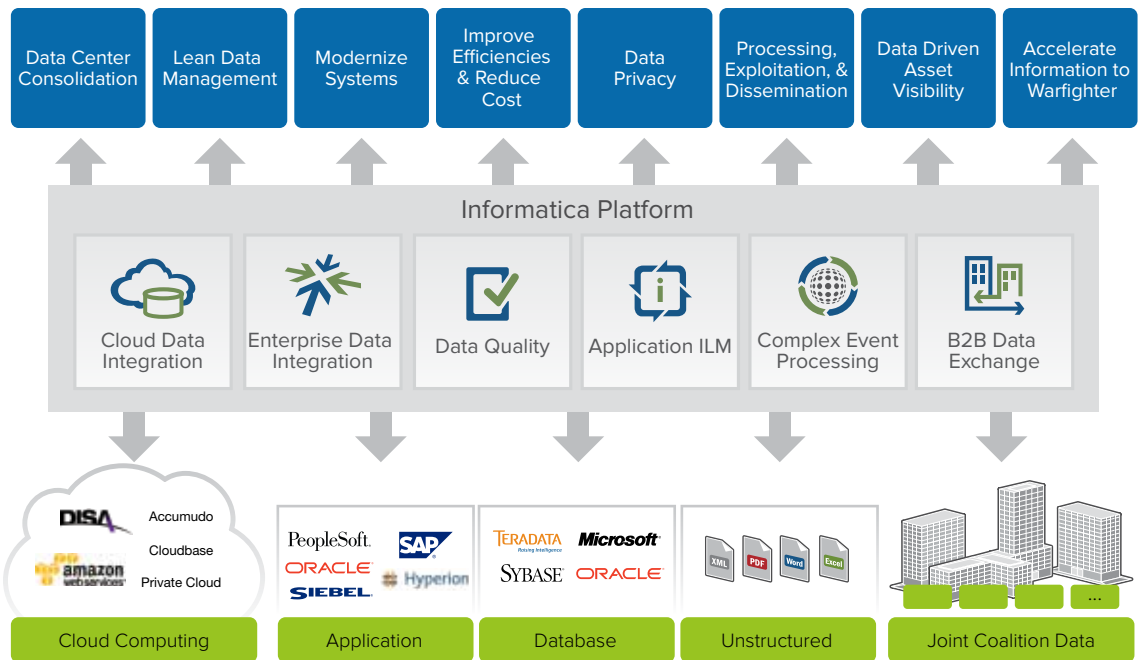 Data Center
Consolidation
Lean Data
Management
Modernize
Systems
Improve
Efficiencies
& Reduce
Cost
Data
Privacy
Processing,
Exploitation, &
Dissemination
Data Driven
Asset
Visibility
Accelerate
Information to
Warfighter
Informatica Platform
Cloud Data
Integration
Enterprise Data
Integration
Data Quality
i
Application ILM
Complex Event
Processing
B2B Data
Exchange
DISA
Accumudo
Cloudbase
amazon
webservices
Private Cloud
Cloud Computing
PeopleSoft.
SAP
ORACLE
Hyperion
SIEBEL.
Application
TERADATA
Raising Intelligence
Microsoft
SYBASE
ORACLE
Database
XML
PDF
Word
Excel
Unstructured
...
Joint Coalition Data